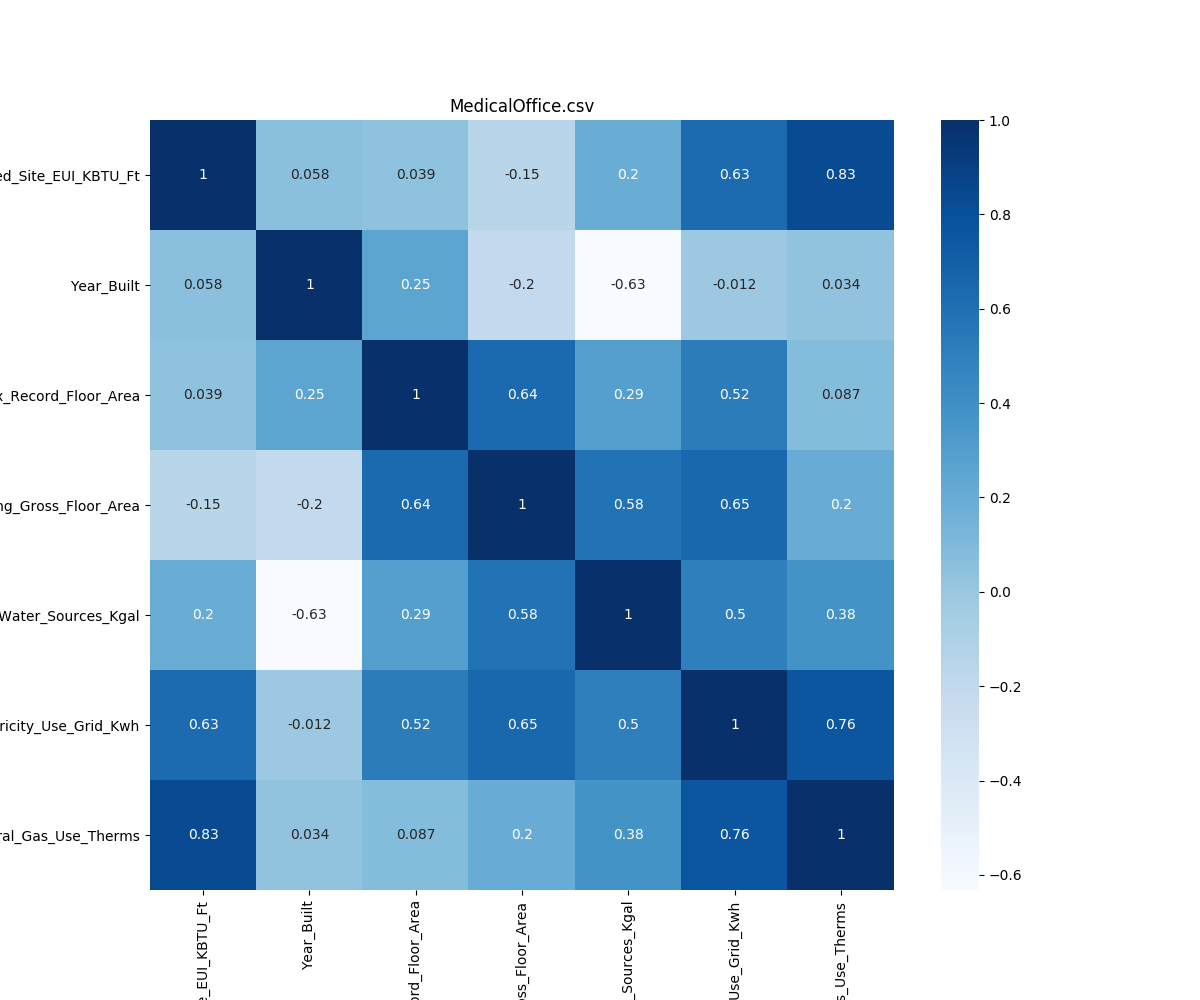 MedicalOffice.csv
ed_Site_EUI_KBTU_Ft 1 0.058 0.039 -0.15 0.2 0.63 0.83
Year_Built 0.058 1 0.25 -0.2 -0.63 -0.012 0.034
x_Record_Floor_Area 0.039 0.25 1 0.64 0.29 0.52 0.087
ng_Gross_Floor_Area -0.15 -0.2 0.64 1 0.58 0.65 0.2
Water_Sources_Kgal 0.2 -0.63 0.29 0.58 1 0.5 0.38
ricity_Use_Grid_Kwh 0.63 -0.012 0.52 0.65 0.5 1 0.76
ral_Gas_Use_Therms 0.83 0.034 0.087 0.2 0.38 0.76 1
e_EUI_KBTU_Ft
Year_Built
ord_Floor_Area
oss_Floor_Area
_Sources_Kgal
Use_Grid_Kwh
s_Use_Therms
1.0
0.8
0.6
0.4
0.2
0.0
−0.2
−0.4
−0.6